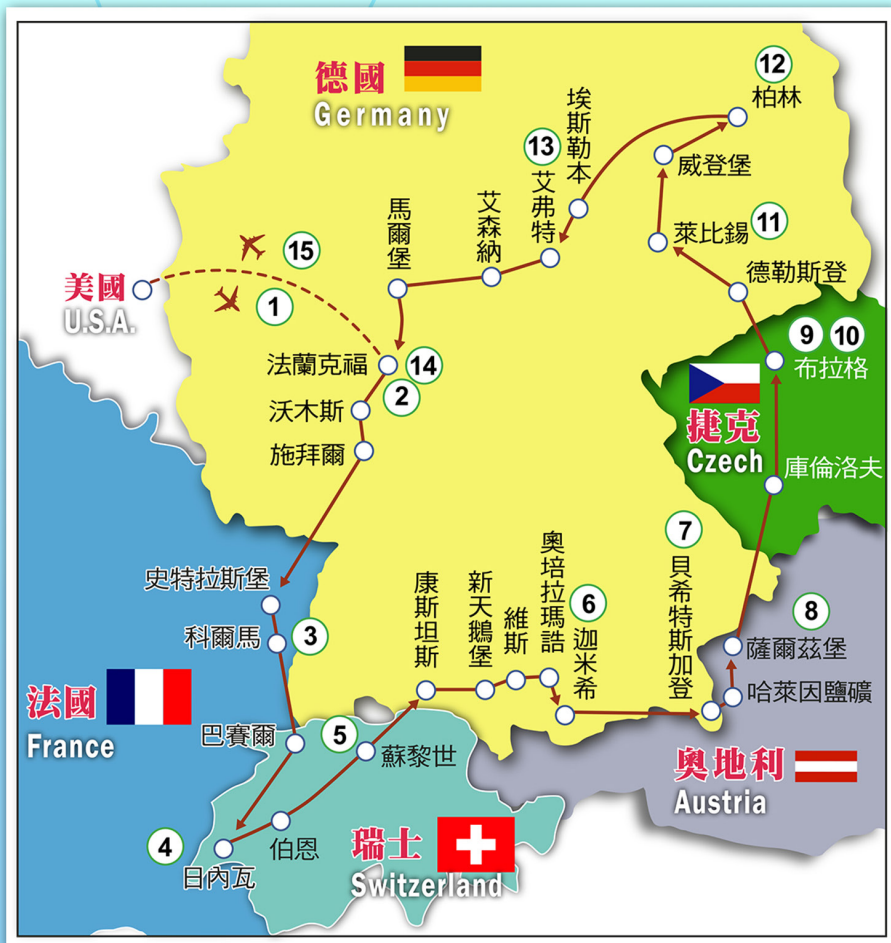 德國
Germany
12
柏林
埃斯勒本
13
艾弗特
威登堡
艾森納
馬爾堡
萊比錫
11
15
美國
U.S.A.
1
德勒斯登
9
10
布拉格
法蘭克福
14
2
捷克
Czech
沃木斯
施拜爾
庫倫洛夫
7
貝希特斯加登
奧培拉瑪誥
6
迦米希
維斯
新天鵝堡
康斯坦斯
史特拉斯堡
科爾馬
3
8
薩爾茲堡
哈萊因鹽礦
法國
France
巴賽爾
5
蘇黎世
奧地利
Austria
4
日內瓦
伯恩
瑞士
Switzerland